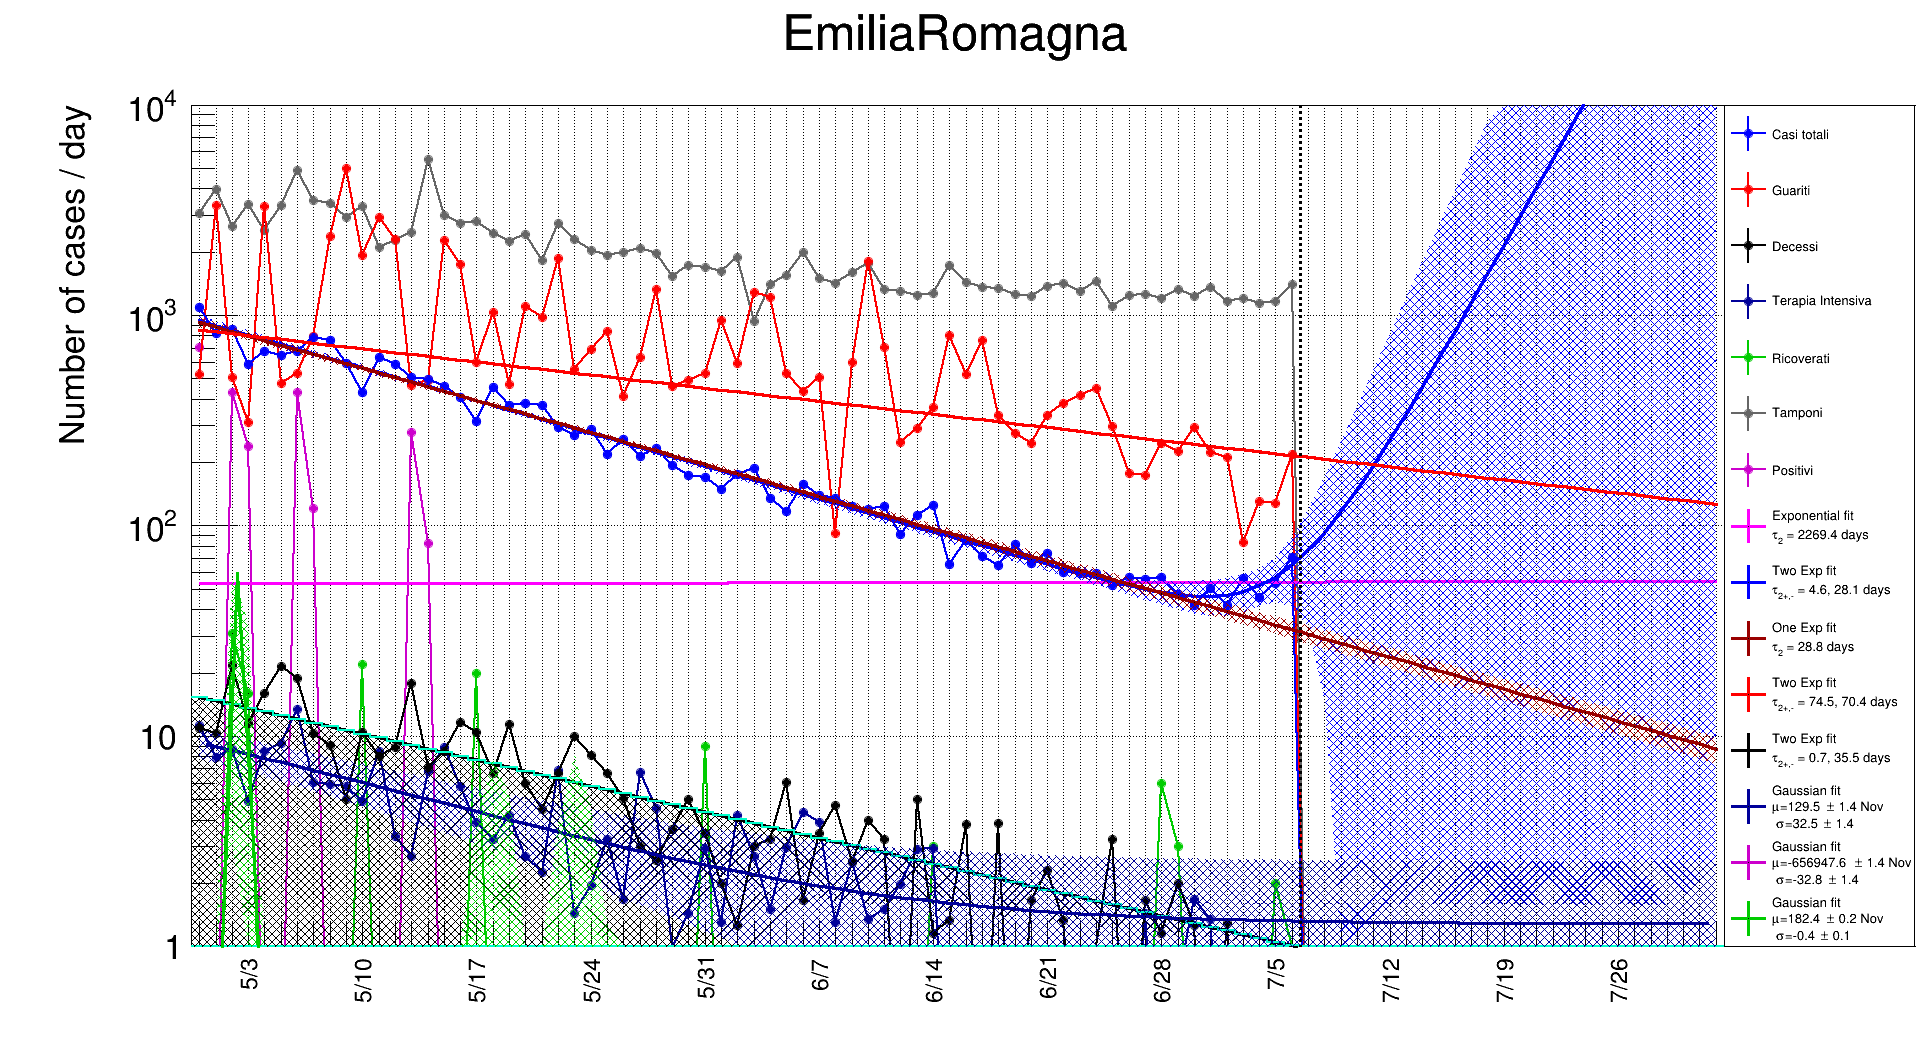 EmiliaRomagna
Number of cases / day
10^4
10^3
10^2
10
1
5/3
5/10
5/17
5/24
5/31
6/7
6/14
6/21
6/28
7/5
7/12
7/19
7/26
Casi totali
Guariti
Decessi
Terapia Intensiva
Ricoverati
Tamponi
Positivi
Exponential fit
τ2 = 2269.4 days
Two Exp fit
τ2+,- = 4.6, 28.1 days
One Exp fit
τ2 = 28.8 days
Two Exp fit
τ2+,- = 74.5, 70.4 days
Two Exp fit
τ2+,- = 0.7, 35.5 days
Gaussian fit
μ=129.5 ± 1.4 Nov
σ=32.5 ± 1.4
Gaussian fit
μ=-656947.6 ± 1.4 Nov
σ=-32.8 ± 1.4
Gaussian fit
μ=182.4 ± 0.2 Nov
σ=-0.4 ± 0.1